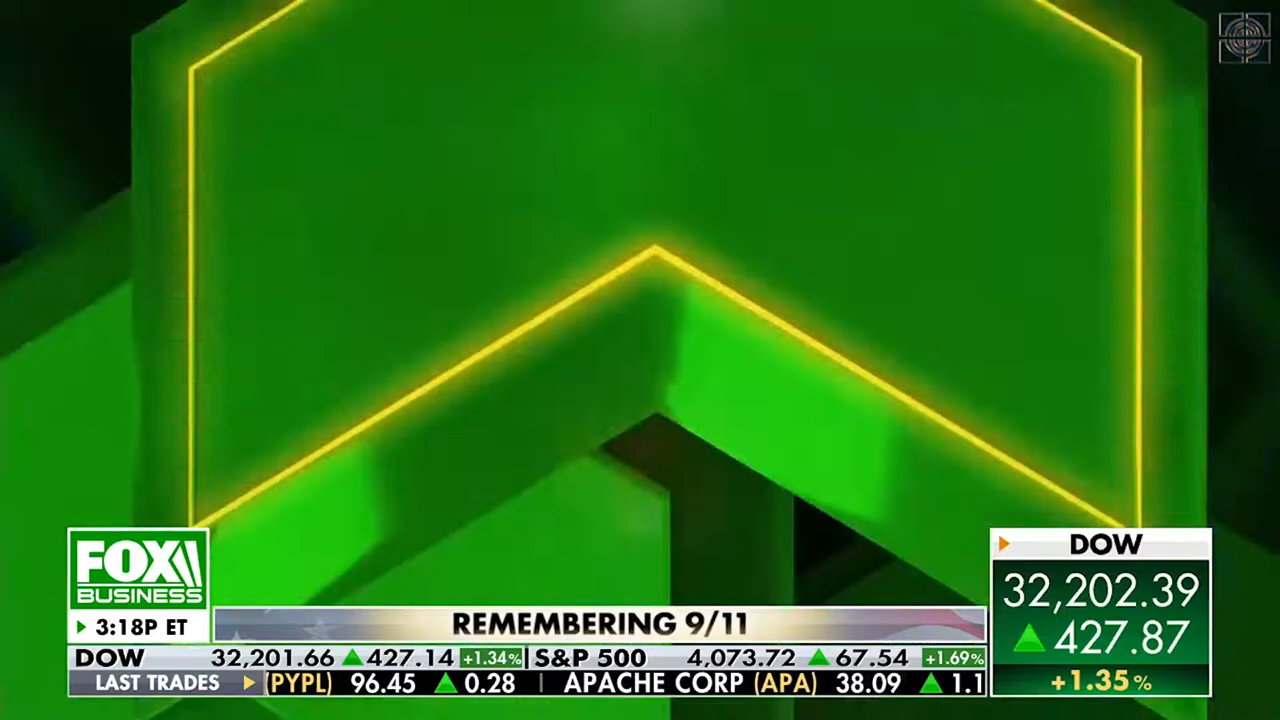 FOX
BUSINESS
3:18P ET
REMEMBERING 9/11
DOW 32,201.66 ▲427.14 +1.34% S&P 500 4,073.72 ▲67.54 +1.69%
LAST TRADES (PYPL) 96.45 ▲0.28 | APACHE CORP (APA) 38.09 ▲1.1
DOW
32,202.39
▲427.87
+1.35%